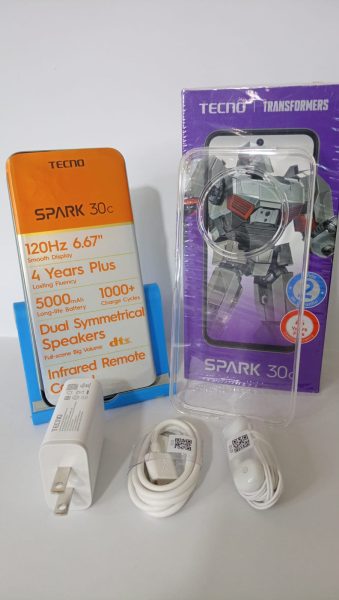 TECNO | TRANSFORMERS
TECNO
SPARK 30c
120Hz 6.67"
Smooth Display
4 Years Plus
Lasting Fluency
5000mAh
Long-life Battery
1000+
Charge Cycles
Dual Symmetrical
Speakers
Full-scene Big Volume
dts
Infrared Remote
SPARK 30c
TECNO